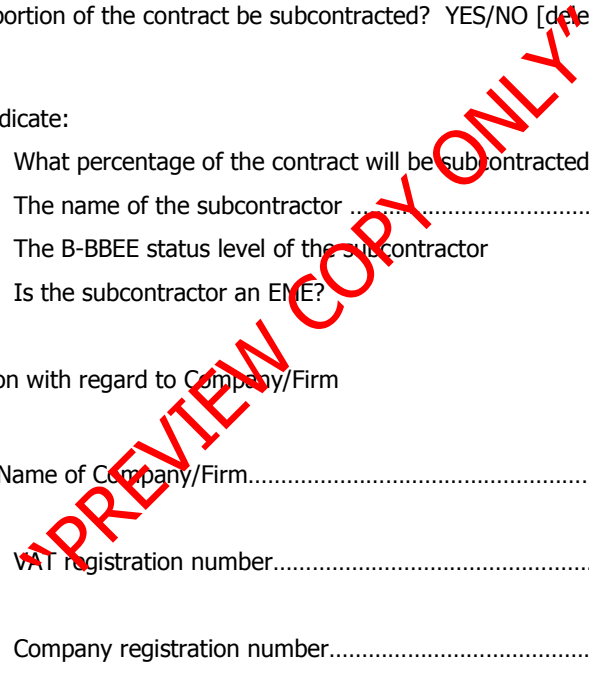 portion of the contract be subcontracted? YES/NO [dele
dicate:
What percentage of the contract will be subcontracted
The name of the subcontractor ......................................
The B-BBEE status level of the subcontractor
Is the subcontractor an EME?
on with regard to Company/Firm
Name of Company/Firm......................................................
VAT registration number..................................................
Company registration number........................................
“PREVIEW COPY ONLY”